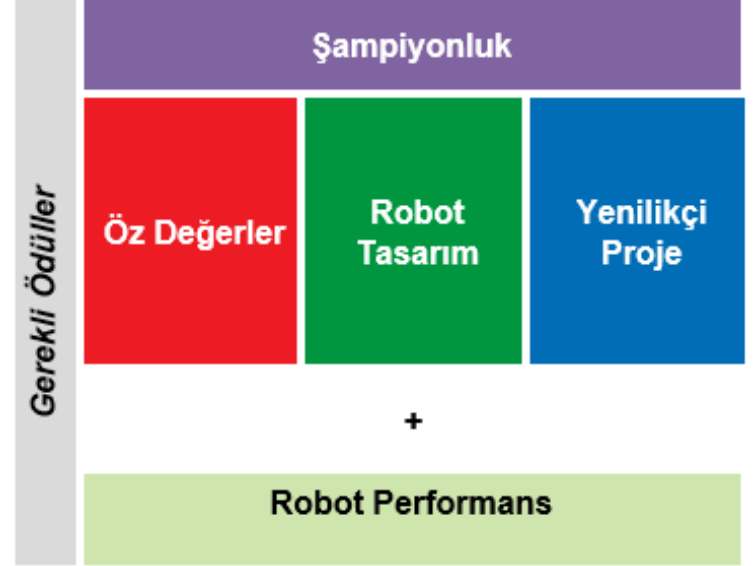 Gerekli Ödüller
Şampiyonluk
Öz Değerler
Robot
Tasarım
Yenilikçi
Proje
+
Robot Performans